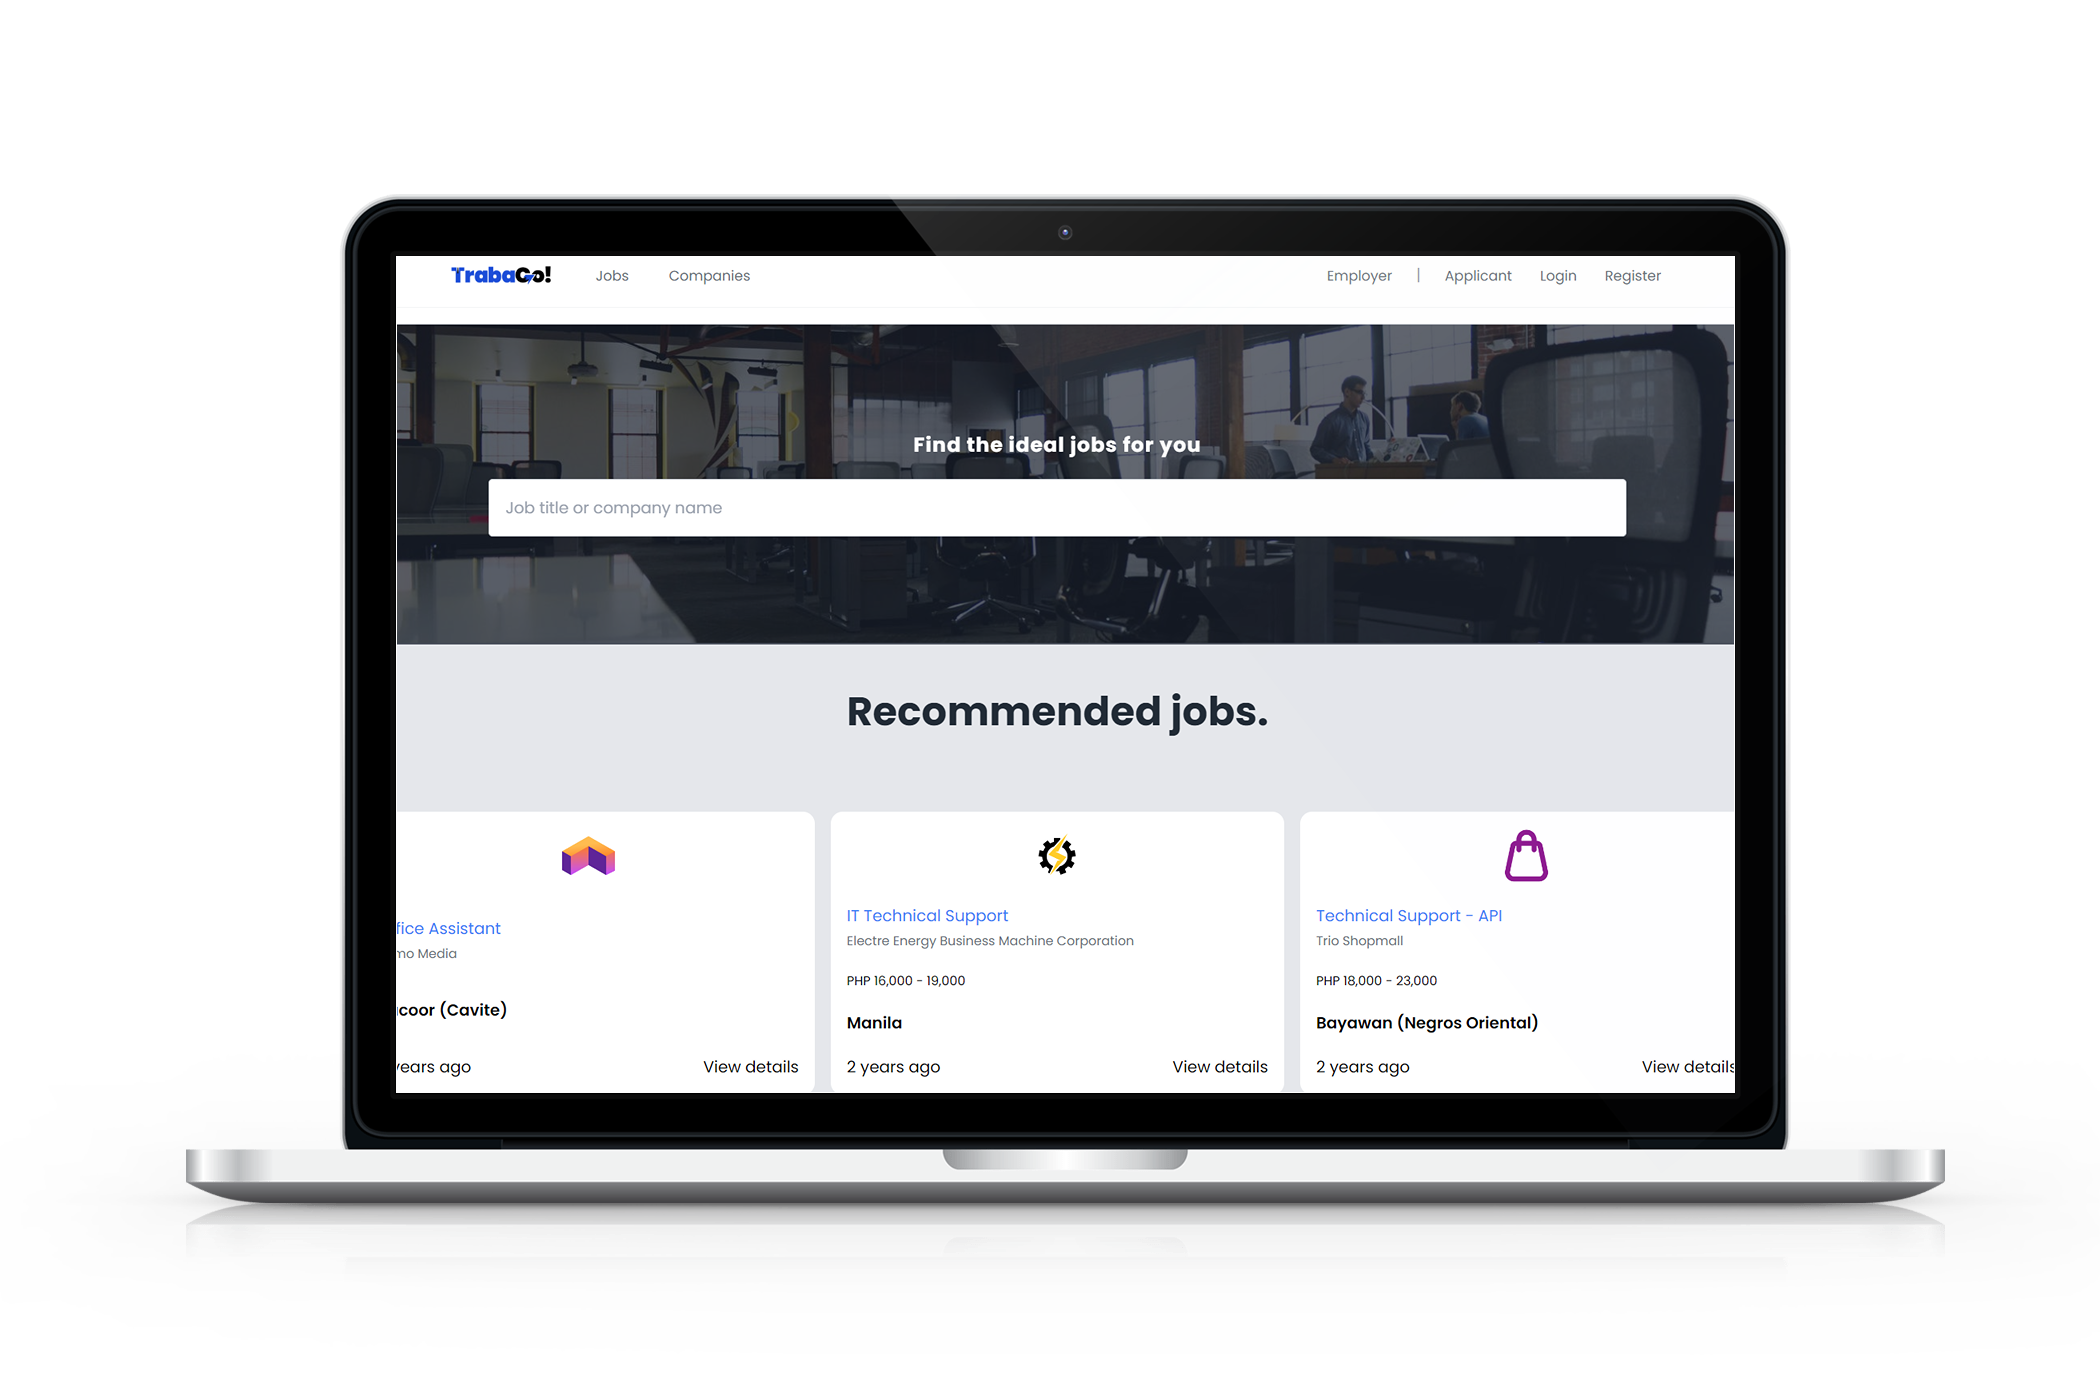 TrabaGo! Jobs Companies Employer | Applicant Login Register
Find the ideal jobs for you
Job title or company name
Recommended jobs.
fice Assistant
mo Media
coor (Cavite)
years ago View details
IT Technical Support
Electre Energy Business Machine Corporation
PHP 16,000 - 19,000
Manila
2 years ago View details
Technical Support - API
Trio Shopmall
PHP 18,000 - 23,000
Bayawan (Negros Oriental)
2 years ago View details